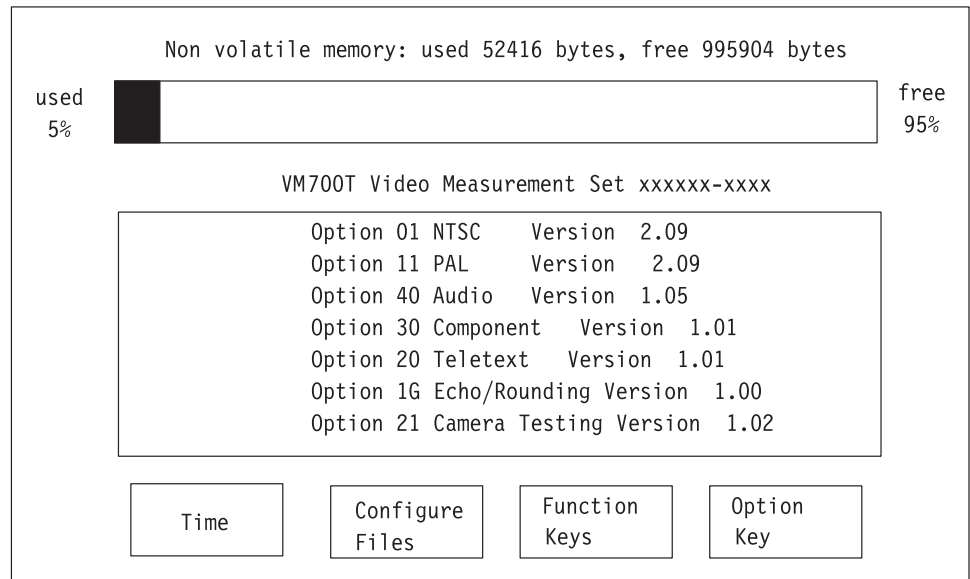 Non volatile memory: used 52416 bytes, free 995904 bytes
used
5%
free
95%
VM700T Video Measurement Set xxxxxx-xxxx
Option 01 NTSC Version 2.09
Option 11 PAL Version 2.09
Option 40 Audio Version 1.05
Option 30 Component Version 1.01
Option 20 Teletext Version 1.01
Option 1G Echo/Rounding Version 1.00
Option 21 Camera Testing Version 1.02
Time
Configure
Files
Function
Keys
Option
Key